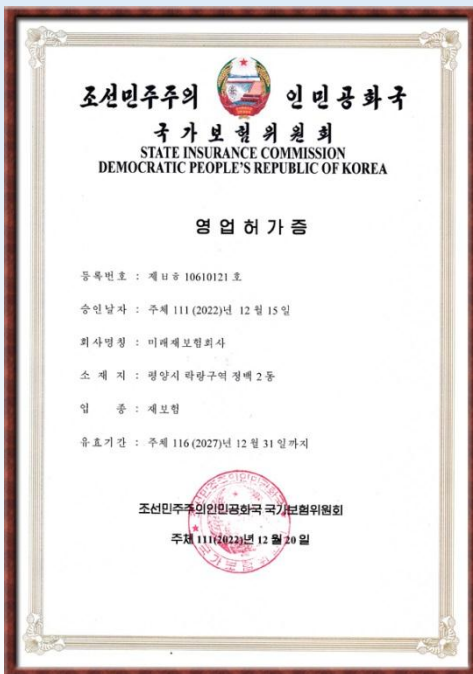 조선민주주의 인민공화국
국가보험위원회
STATE INSURANCE COMMISSION
DEMOCRATIC PEOPLE'S REPUBLIC OF KOREA
영업허가증
등록번호 : 제ㅂㅎ 10610121 호
승인날자 : 주체 111 (2022)년 12 월 15 일
회사명칭 : 미래재보험회사
소 재 지 : 평양시 락랑구역 정백 2 동
업 종 : 재보험
유효기간 : 주체 116 (2027)년 12 월 31 일까지
조선민주주의인민공화국 국가보험위원회
주체 111(2022)년 12 월 20 일